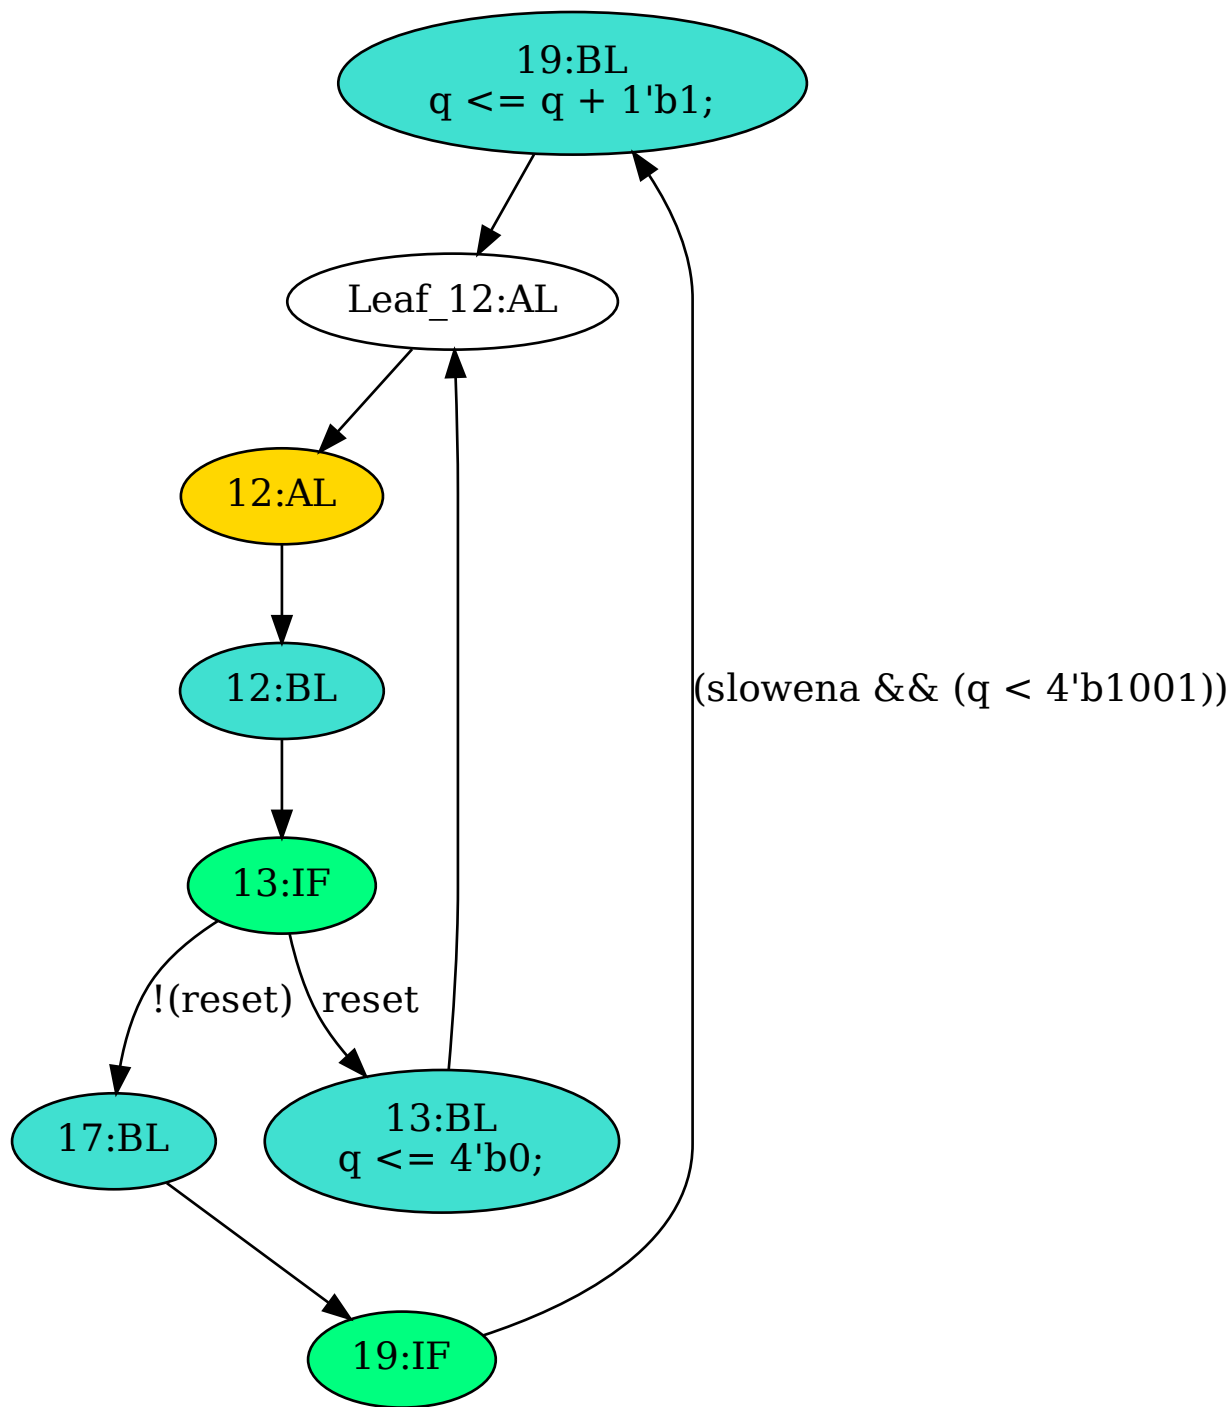 19:BL
q <= q + 1'b1;
Leaf_12:AL
12:AL
12:BL
(slowena && (q < 4'b1001))
13:IF
!(reset)
reset
17:BL
13:BL
q <= 4'b0;
19:IF